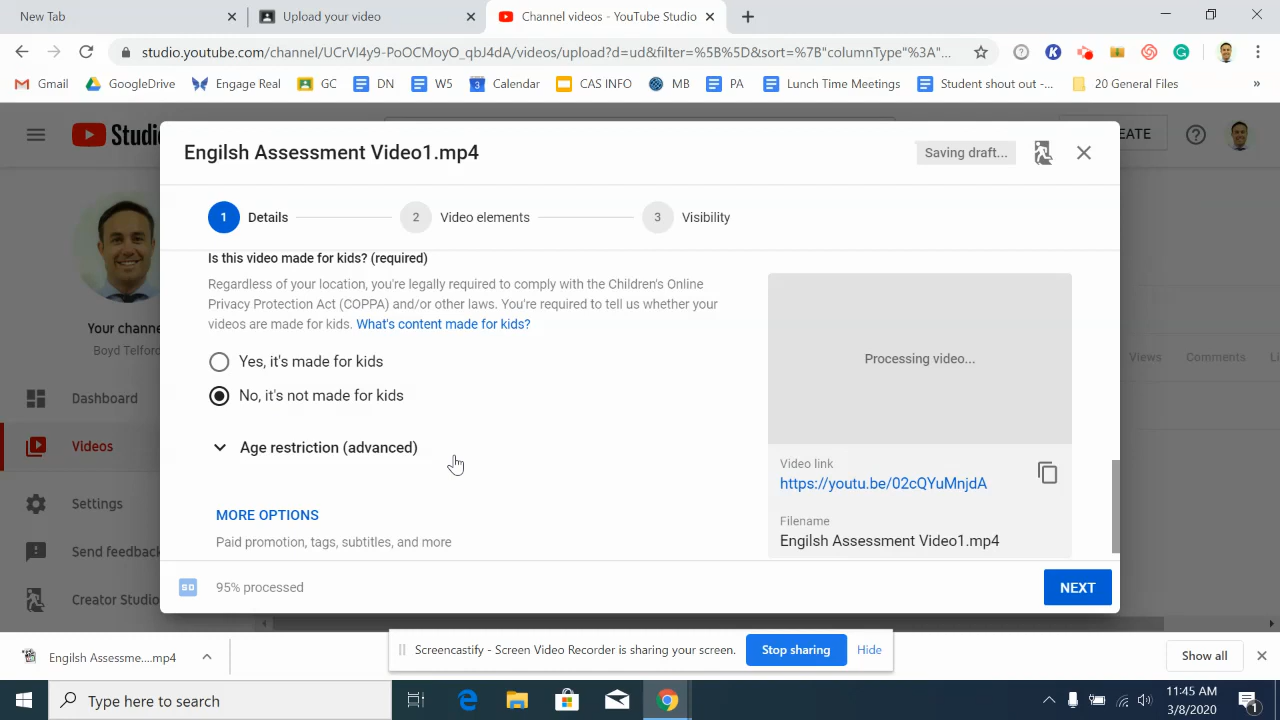 New Tab
Upload your video
Channel videos - YouTube Studio
studio.youtube.com/channel/UCrVl4y9-PoOCMoyO_qbJ4dA/videos/upload?d=ud&filter=%5B%5D&sort=%7B"columnType"%3A"...
Gmail
GoogleDrive
Engage Real
GC
DN
W5
Calendar
CAS INFO
MB
PA
Lunch Time Meetings
Student shout out -...
20 General Files
Studio
EATE
Engilsh Assessment Video1.mp4
Saving draft...
1 Details
2 Video elements
3 Visibility
Is this video made for kids? (required)
Regardless of your location, you're legally required to comply with the Children's Online
Privacy Protection Act (COPPA) and/or other laws. You're required to tell us whether your
videos are made for kids. What's content made for kids?
Yes, it's made for kids
No, it's not made for kids
Age restriction (advanced)
MORE OPTIONS
Paid promotion, tags, subtitles, and more
Processing video...
Video link
https://youtu.be/02cQYuMnjdA
Filename
Engilsh Assessment Video1.mp4
95% processed
NEXT
Your chann
Boyd Telford
Dashboard
Videos
Settings
Send feedback
Creator Studio
Views
Comments
Li
Engilsh Assesme....mp4
Screencastify - Screen Video Recorder is sharing your screen.
Stop sharing
Hide
Show all
Type here to search
11:45 AM
3/8/2020